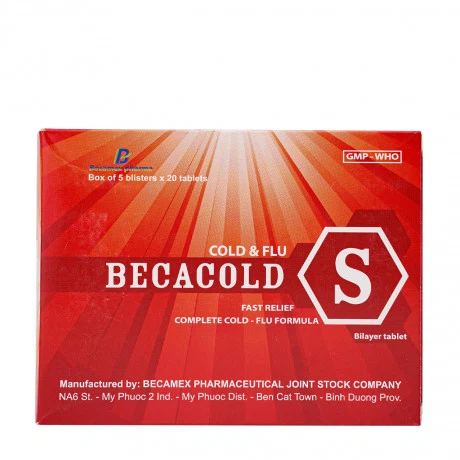 B
BECAMEX PHARMA
GMP - WHO
Box of 5 blisters x 20 tablets
COLD & FLU
BECACOLD S
FAST RELIEF
COMPLETE COLD - FLU FORMULA
Bilayer tablet
Manufactured by: BECAMEX PHARMACEUTICAL JOINT STOCK COMPANY
NA6 St. - My Phuoc 2 Ind. - My Phuoc Dist. - Ben Cat Town - Binh Duong Prov.